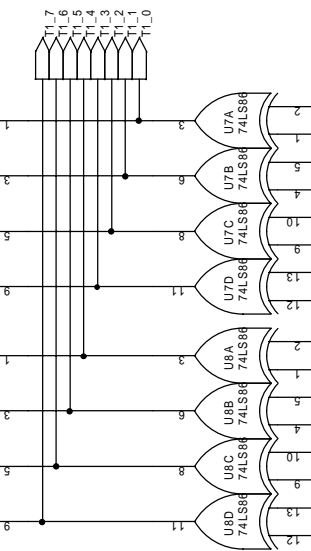 T1_7
T1_6
T1_5
T1_4
T1_3
T1_2
T1_1
T1_0
1 3 U7A 74LS86 2 1
3 6 U7B 74LS86 5 4
5 8 U7C 74LS86 10 9
9 11 U7D 74LS86 13 12
1 3 U8A 74LS86 2 1
3 6 U8B 74LS86 5 4
5 8 U8C 74LS86 10 9
9 11 U8D 74LS86 13 12